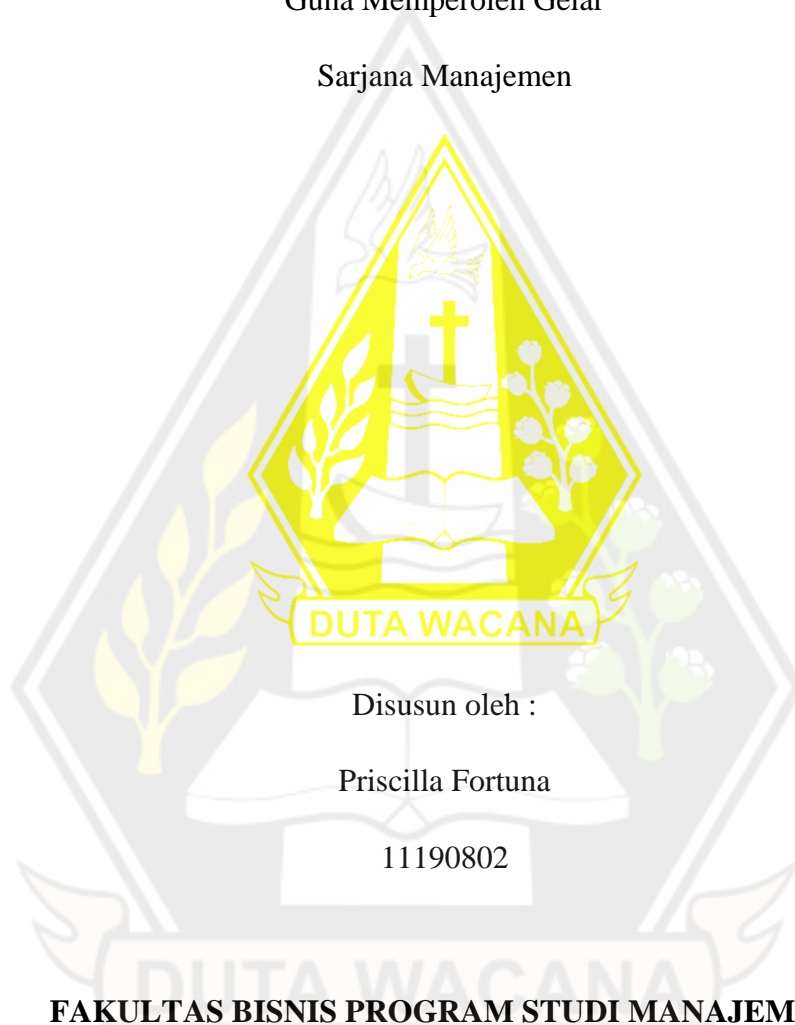 Guna Memperoleh Gelar
Sarjana Manajemen
DUTA WACANA
Disusun oleh :
Priscilla Fortuna
11190802
DUTA WACANA
FAKULTAS BISNIS PROGRAM STUDI MANAJEM